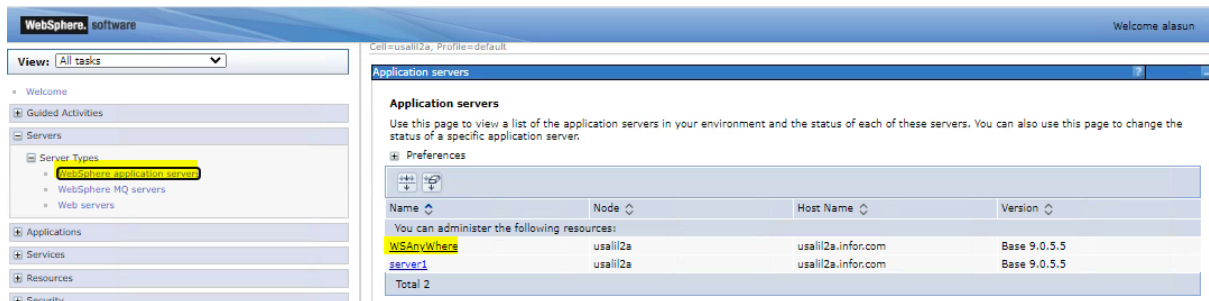 WebSphere. software
Welcome alasun
View: All tasks
Welcome
Guided Activities
Servers
Server Types
WebSphere application servers
WebSphere MQ servers
Web servers
Applications
Services
Resources
Security
Cell=usalil2a, Profile=default
Application servers
?
Application servers
Use this page to view a list of the application servers in your environment and the status of each of these servers. You can also use this page to change the
status of a specific application server.
Preferences
Name Node Host Name Version
You can administer the following resources:
WSAnyWhere usalil2a usalil2a.infor.com Base 9.0.5.5
server1 usalil2a usalil2a.infor.com Base 9.0.5.5
Total 2